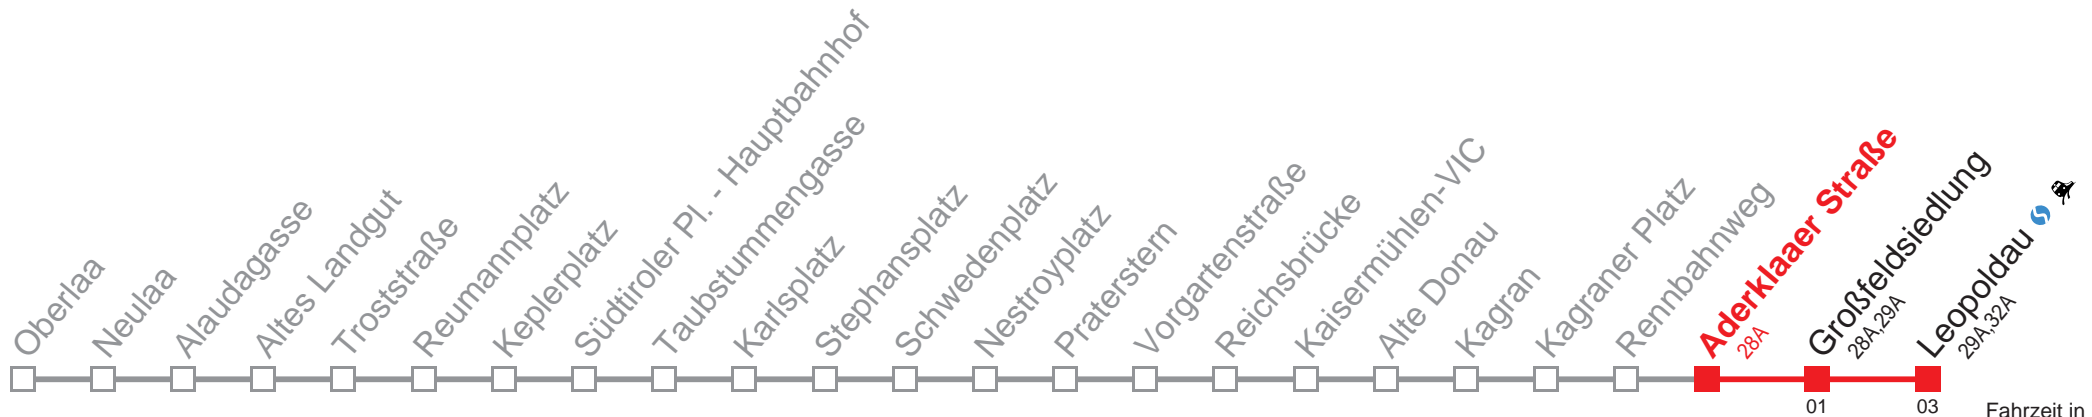 Oberlaa
Neulaa
Alaudagasse
Altes Landgut
Troststraße
Reumannplatz
Keplerplatz
Südtiroler Pl. - Hauptbahnhof
Taubstummengasse
Karlsplatz
Stephansplatz
Schwedenplatz
Nestroyplatz
Praterstern
Vorgartenstraße
Reichsbrücke
Kaisermühlen-VIC
Alte Donau
Kagran
Kagraner Platz
Rennbahnweg
Aderklaaer Straße
28A
Großfeldsiedlung
28A,29A
Leopoldau
29A,32A
01
03
Fahrzeit in